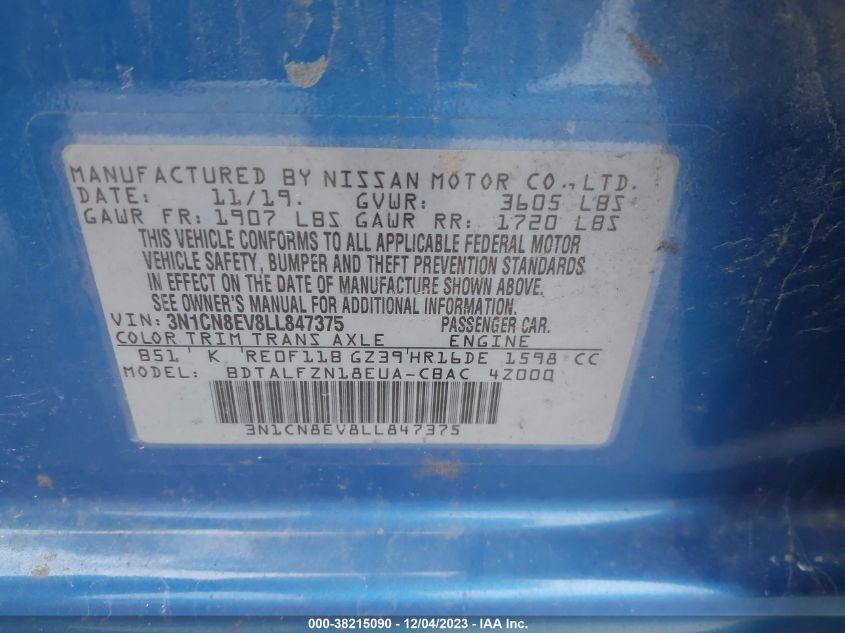 MANUFACTURED BY NISSAN MOTOR CO., LTD.
DATE: 11/19. GVWR: 3605 LBS
GAWR FR: 1907 LBS GAWR RR: 1720 LBS
THIS VEHICLE CONFORMS TO ALL APPLICABLE FEDERAL MOTOR
VEHICLE SAFETY, BUMPER AND THEFT PREVENTION STANDARDS
IN EFFECT ON THE DATE OF MANUFACTURE SHOWN ABOVE.
SEE OWNER'S MANUAL FOR ADDITIONAL INFORMATION.
VIN: 3N1CN8EV8LL847375 PASSENGER CAR.
COLOR TRIM TRANS AXLE ENGINE
B51 K RE0F11B GZ39 HR16DE 1598 CC
MODEL: BDTALFZN18EUA-CBAC 42000
3N1CN8EV8LL847375
000-38215090 - 12/04/2023 - IAA Inc.